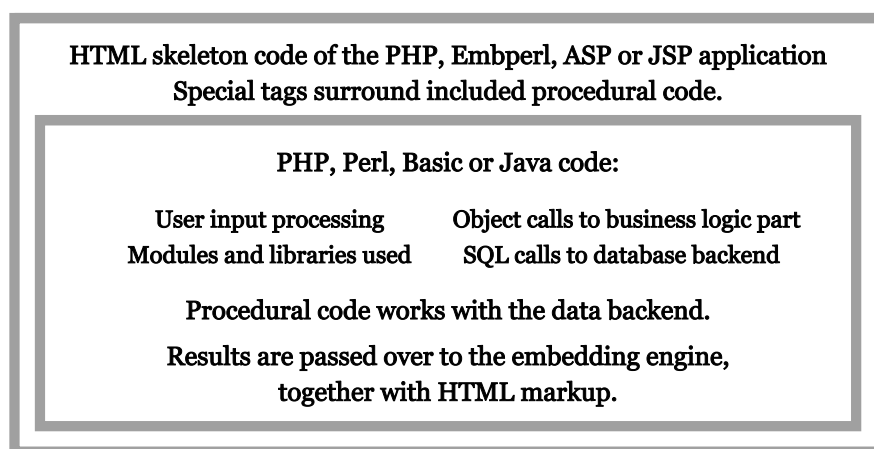 HTML skeleton code of the PHP, Embperl, ASP or JSP application
Special tags surround included procedural code.
PHP, Perl, Basic or Java code:
User input processing
Object calls to business logic part
Modules and libraries used
SQL calls to database backend
Procedural code works with the data backend.
Results are passed over to the embedding engine,
together with HTML markup.